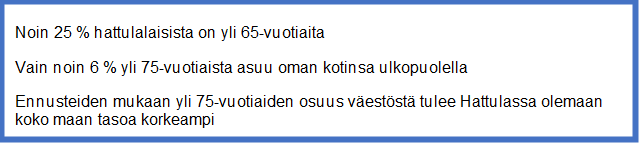 Noin 25 % hattulalaisista on yli 65-vuotiaita
Vain noin 6 % yli 75-vuotiaista asuu oman kotinsa ulkopuolella
Ennusteiden mukaan yli 75-vuotiaiden osuus väestöstä tulee Hattulassa olemaan
koko maan tasoa korkeampi